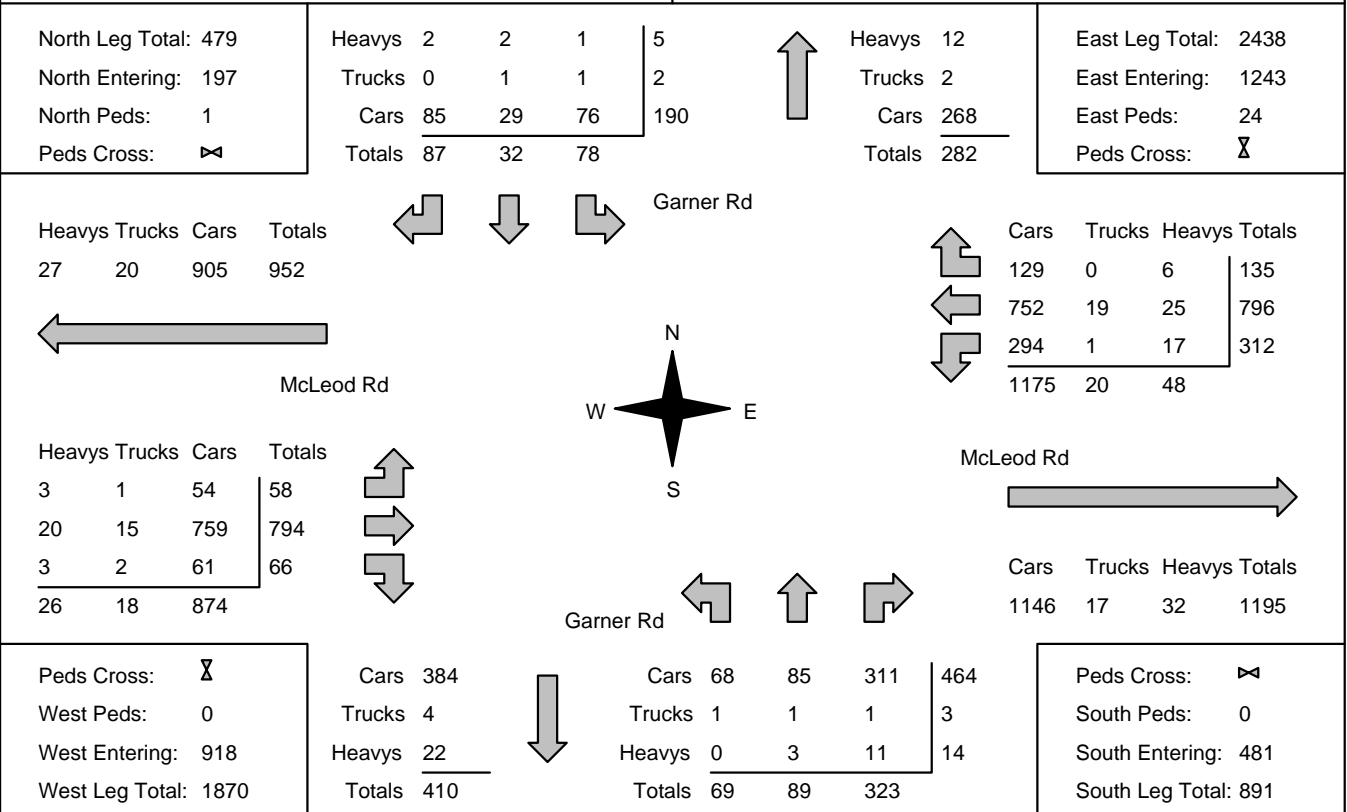 North Leg Total: 479
North Entering: 197
North Peds: 1
Peds Cross:
Heavys 2 2 1 5
Trucks 0 1 1 2
Cars 85 29 76 190
Totals 87 32 78
Heavys 12
Trucks 2
Cars 268
Totals 282
East Leg Total: 2438
East Entering: 1243
East Peds: 24
Peds Cross:
Garner Rd
Heavys Trucks Cars Totals
27 20 905 952
Cars Trucks Heavys Totals
129 0 6 135
752 19 25 796
294 1 17 312
1175 20 48
McLeod Rd
N
W E
S
Heavys Trucks Cars Totals
3 1 54 58
20 15 759 794
3 2 61 66
26 18 874
McLeod Rd
Cars Trucks Heavys Totals
1146 17 32 1195
Garner Rd
Peds Cross:
West Peds: 0
West Entering: 918
West Leg Total: 1870
Cars 384
Trucks 4
Heavys 22
Totals 410
Cars 68 85 311 464
Trucks 1 1 1 3
Heavys 0 3 11 14
Totals 69 89 323
Peds Cross:
South Peds: 0
South Entering: 481
South Leg Total: 891